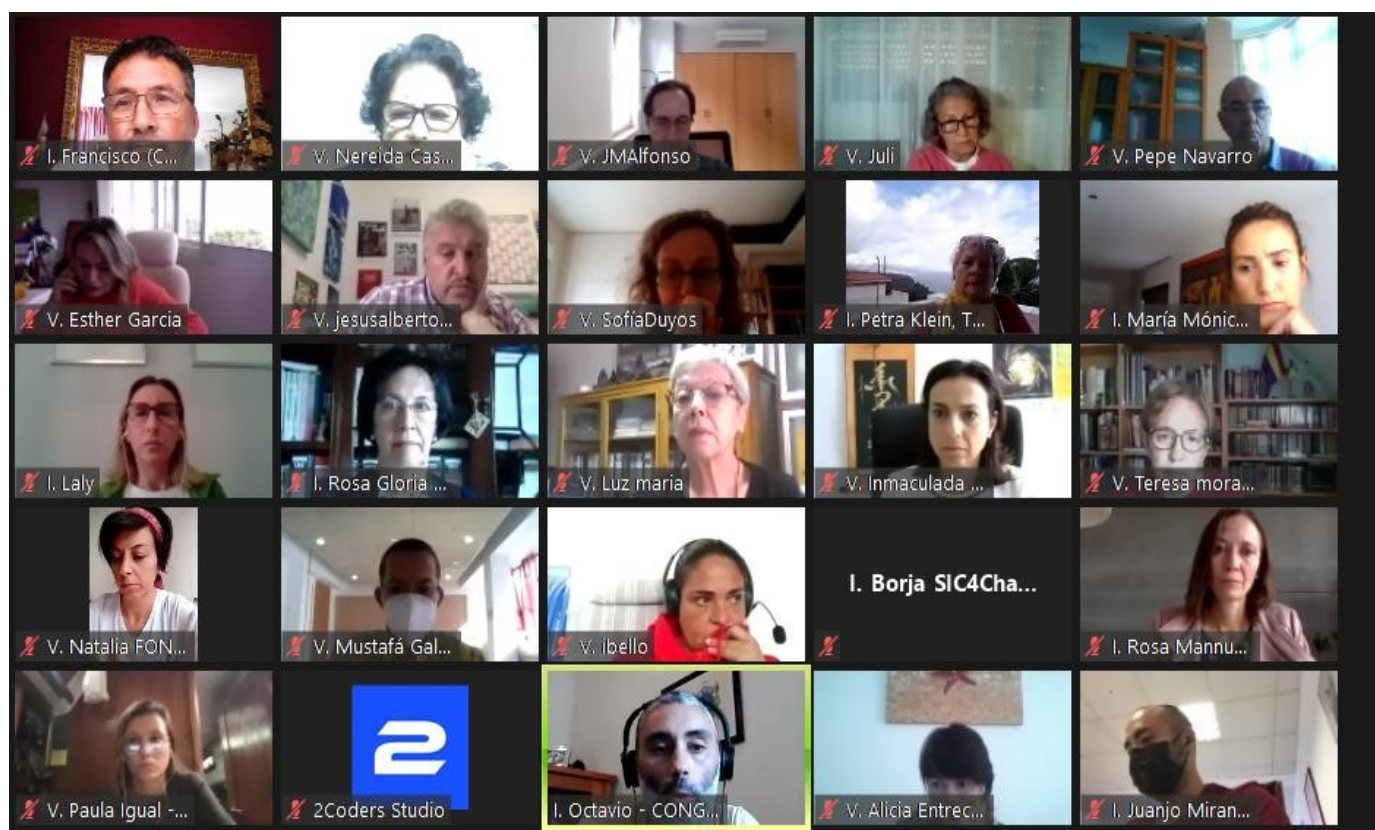 I. Francisco (C...
V. Nereida Cas...
V. JMAlfonso
V. Juli
V. Pepe Navarro
V. Esther Garcia
V. jesusalberto...
V. SofíaDuyos
I. Petra Klein, T...
I. María Mónic...
I. Laly
I. Rosa Gloria ...
V. Luz maria
V. Inmaculada ...
V. Teresa mora...
V. Natalia FON...
V. Mustafá Gal...
V. ibello
I. Borja SIC4Cha...
I. Rosa Mannu...
V. Paula Igual -...
2
2Coders Studio
I. Octavio - CONG...
V. Alicia Entrec...
I. Juanjo Miran...